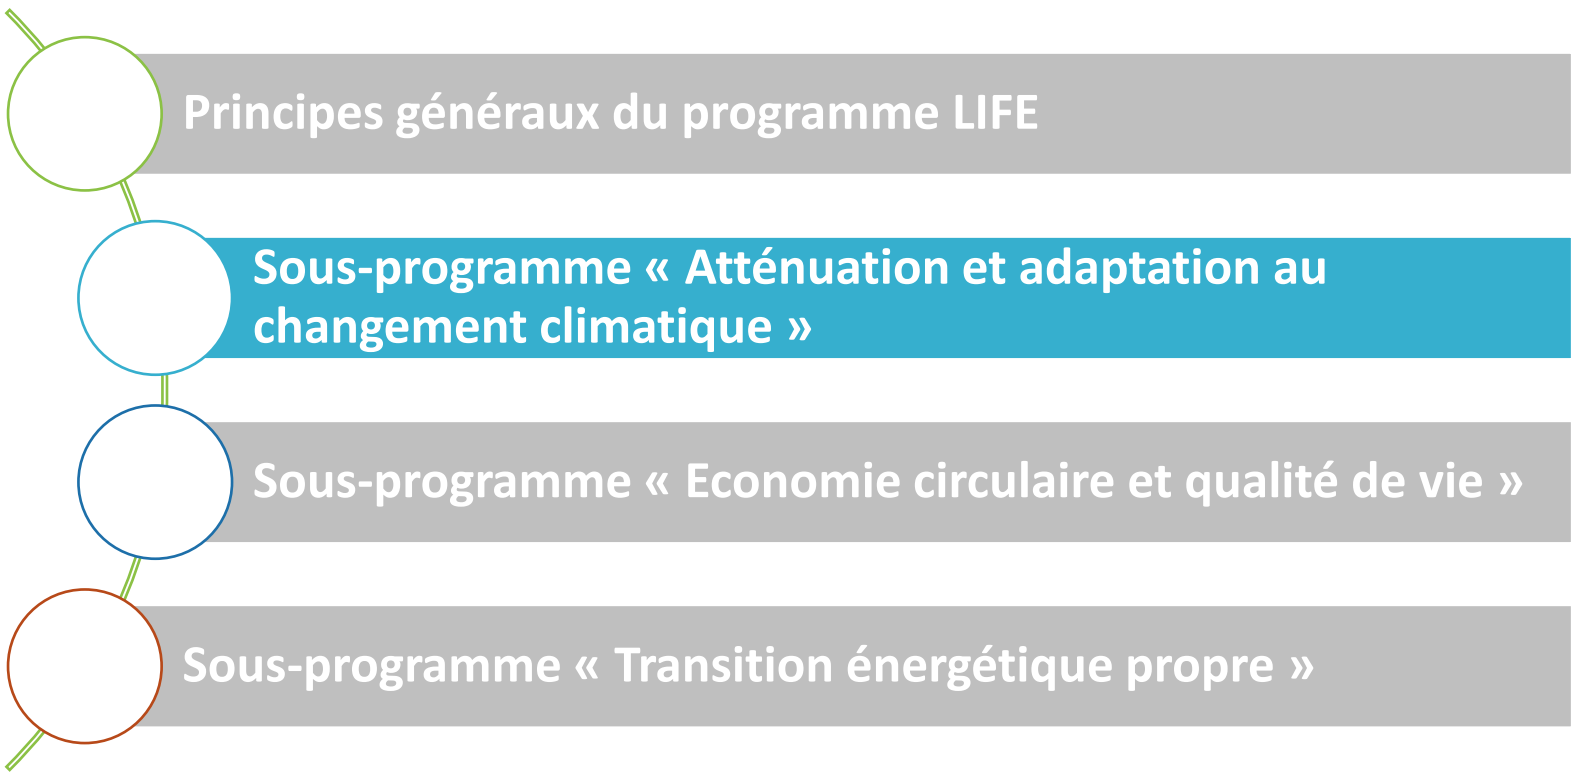 Principes généraux du programme LIFE
Sous-programme « Atténuation et adaptation au
changement climatique »
Sous-programme « Economie circulaire et qualité de vie »
Sous-programme « Transition énergétique propre »